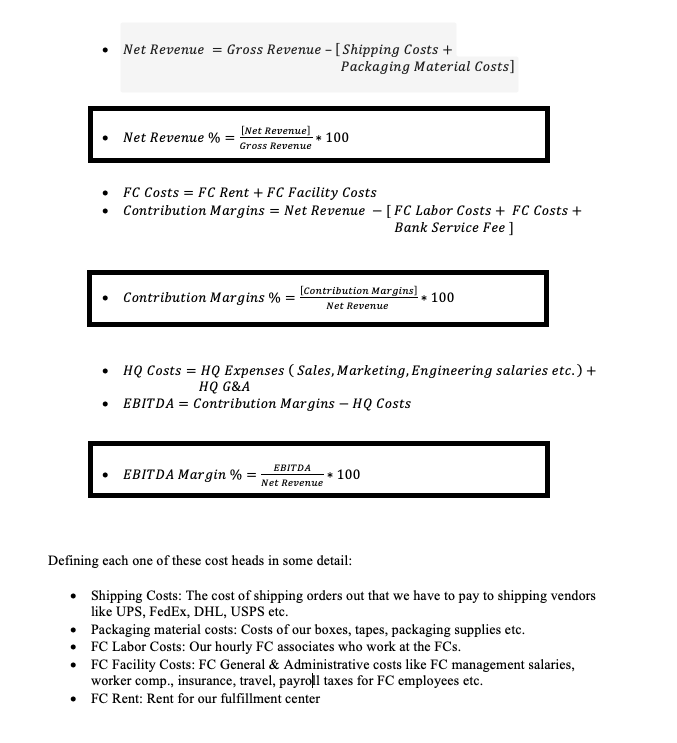 • Net Revenue = Gross Revenue – [ Shipping Costs +
Packaging Material Costs]
• Net Revenue % = [Net Revenue] / Gross Revenue * 100
• FC Costs = FC Rent + FC Facility Costs
• Contribution Margins = Net Revenue − [ FC Labor Costs + FC Costs +
Bank Service Fee ]
• Contribution Margins % = [Contribution Margins] / Net Revenue * 100
• HQ Costs = HQ Expenses ( Sales, Marketing, Engineering salaries etc. ) +
HQ G&A
• EBITDA = Contribution Margins − HQ Costs
• EBITDA Margin % = EBITDA / Net Revenue * 100
Defining each one of these cost heads in some detail:
• Shipping Costs: The cost of shipping orders out that we have to pay to shipping vendors
like UPS, FedEx, DHL, USPS etc.
• Packaging material costs: Costs of our boxes, tapes, packaging supplies etc.
• FC Labor Costs: Our hourly FC associates who work at the FCs.
• FC Facility Costs: FC General & Administrative costs like FC management salaries,
worker comp., insurance, travel, payroll taxes for FC employees etc.
• FC Rent: Rent for our fulfillment center